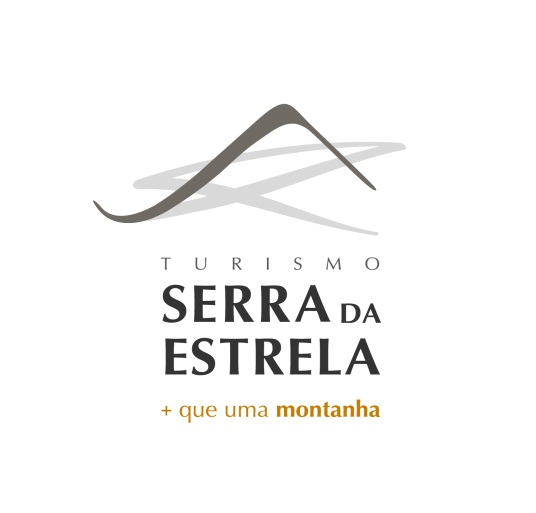 TURISMO
SERRA DA
ESTRELA
+ que uma montanha